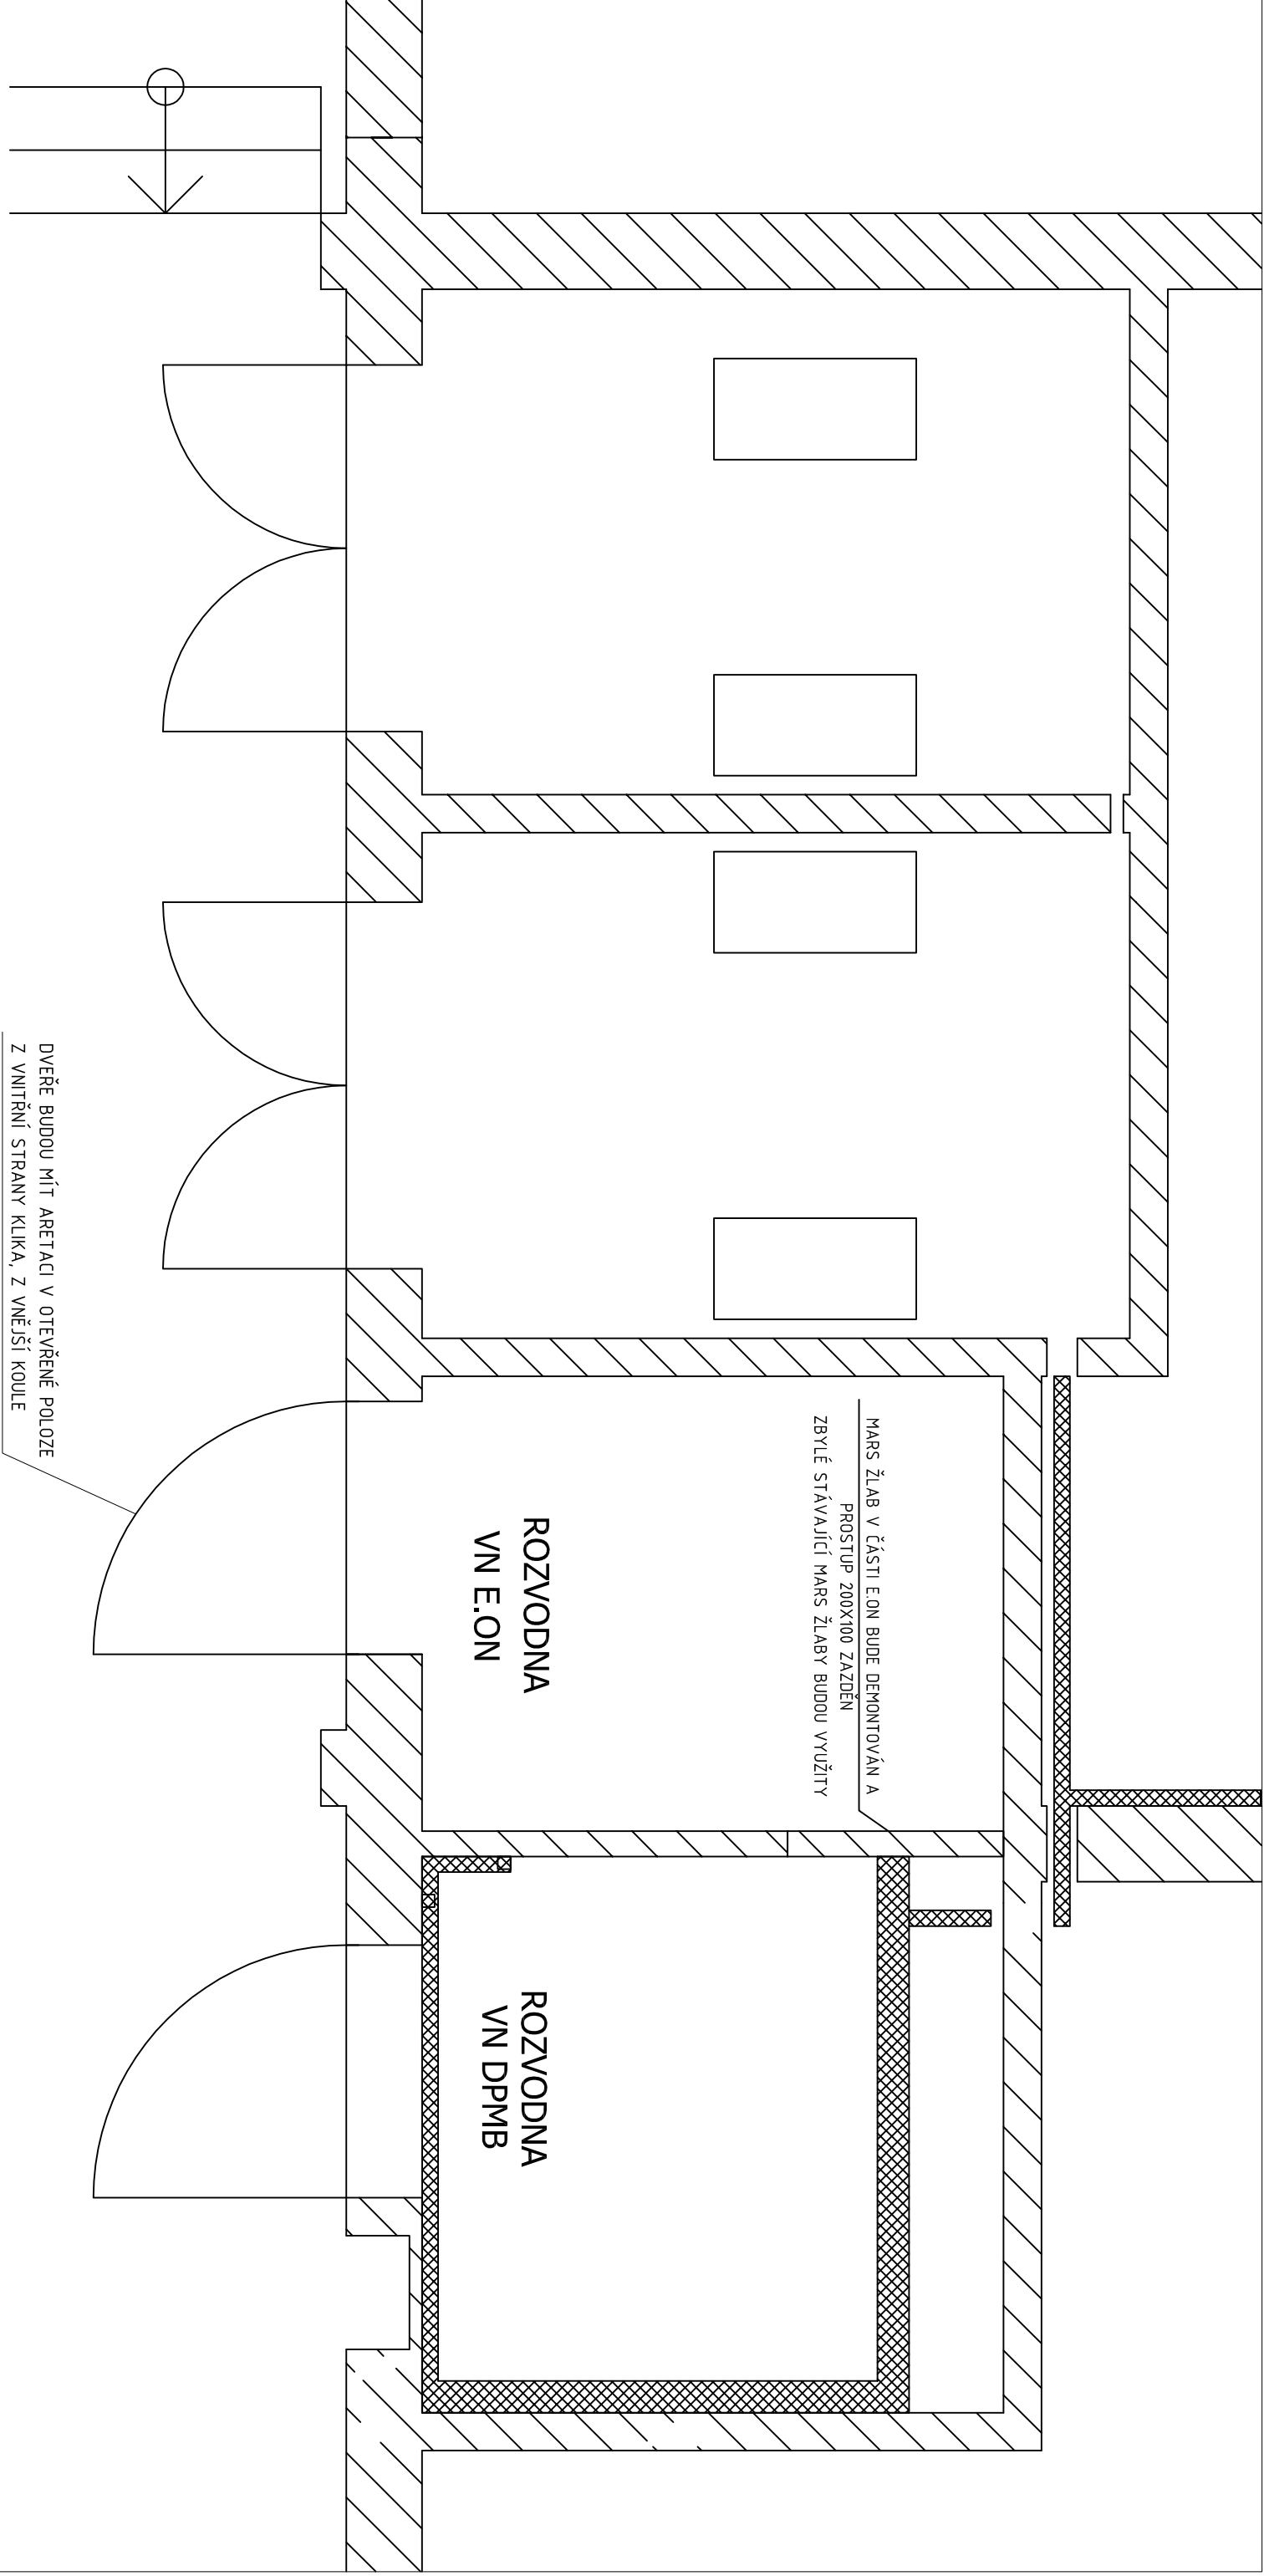 DVEŘE BUDOU MÍT ARETACI V OTEVŘENÉ POLOZE
Z VNITŘNÍ STRANY KLIKA, Z VNĚJŠÍ KOULE
MARS ŽLAB V ČÁSTI E.ON BUDE DEMONTOVÁN A
PROSTUP 200X100 ZAZDĚN
ZBYLÉ STÁVAJÍCÍ MARS ŽLABY BUDOU VYUŽITY
ROZVODNA
VN E.ON
ROZVODNA
VN DPMB